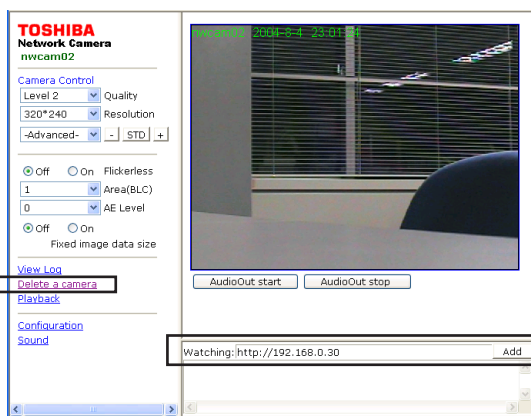 TOSHIBA
Network Camera
nwcam02
Camera Control
Level 2 Quality
320*240 Resolution
-Advanced- - STD +
Off On Flickerless
1 Area(BLC)
0 AE Level
Off On
Fixed image data size
View Log
Delete a camera
Playback
Configuration
Sound
nwcam02 2004-8-4 23:01:24
AudioOut start AudioOut stop
Watching: http://192.168.0.30 Add